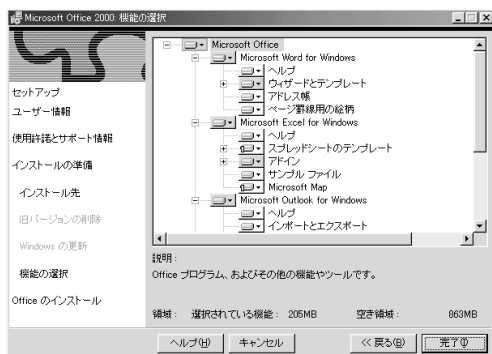 Microsoft Office 2000: 機能の選択
セットアップ
ユーザー情報
使用許諾とサポート情報
インストールの準備
インストール先
旧バージョンの削除
Windows の更新
機能の選択
Office のインストール
Microsoft Office
Microsoft Word for Windows
ヘルプ
ウィザードとテンプレート
アドレス帳
ページ罫線用の絵柄
Microsoft Excel for Windows
ヘルプ
スプレッドシートのテンプレート
アドイン
サンプル ファイル
Microsoft Map
Microsoft Outlook for Windows
ヘルプ
インポートとエクスポート
説明:
Office プログラム、およびその他の機能やツールです。
領域: 選択されている機能: 205MB 空き領域: 863MB
ヘルプ(H) キャンセル << 戻る(B) 完了(I)